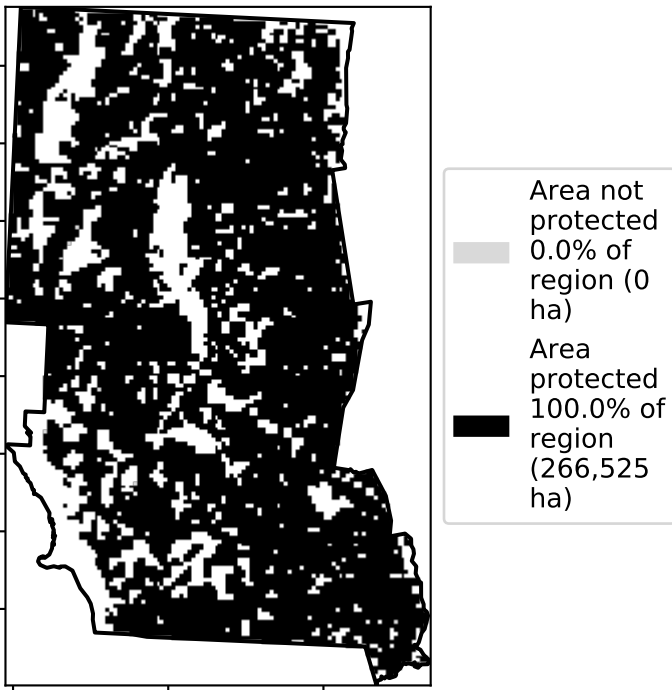 Area not
protected
0.0% of
region (0
ha)
Area
protected
100.0% of
region
(266,525
ha)